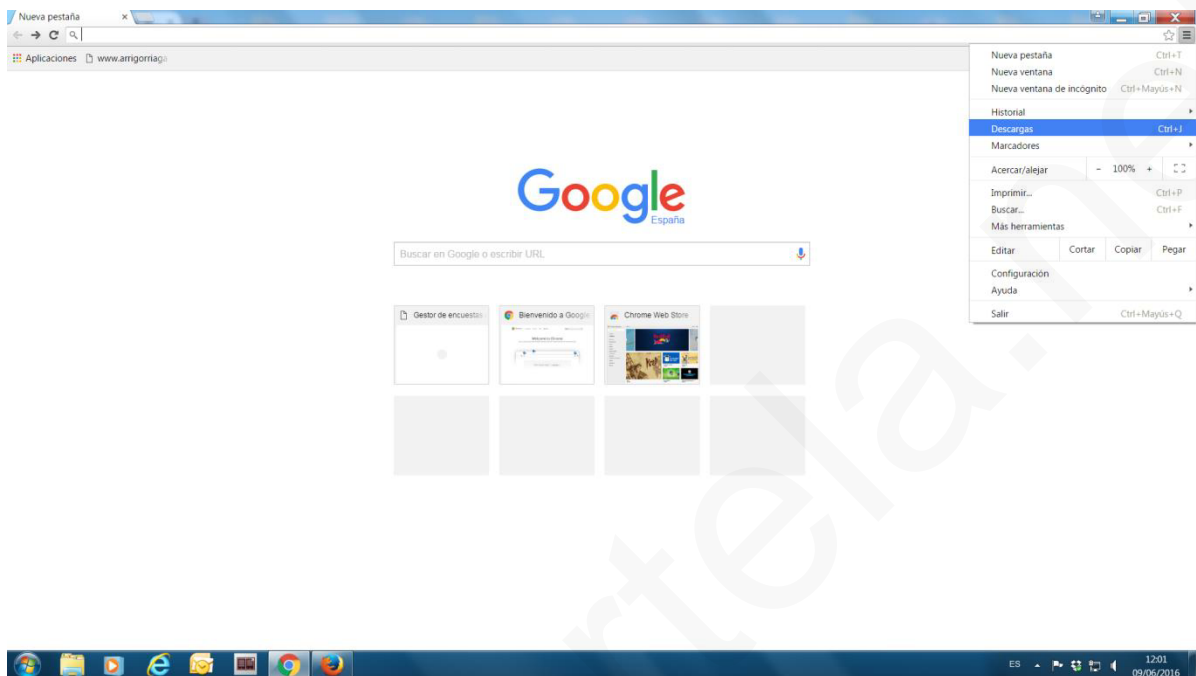 Nueva pestaña
Aplicaciones www.arrigorriaga
Nueva pestaña Ctrl+T
Nueva ventana Ctrl+N
Nueva ventana de incógnito Ctrl+Mayús+N
Historial
Descargas Ctrl+J
Marcadores
Acercar/alejar - 100% +
Imprimir... Ctrl+P
Buscar... Ctrl+F
Más herramientas
Editar Cortar Copiar Pegar
Configuración
Ayuda
Salir Ctrl+Mayús+Q
Google
España
Buscar en Google o escribir URL
Gestor de encuestas Bienvenido a Google Chrome Web Store
ES 12:01
09/06/2016